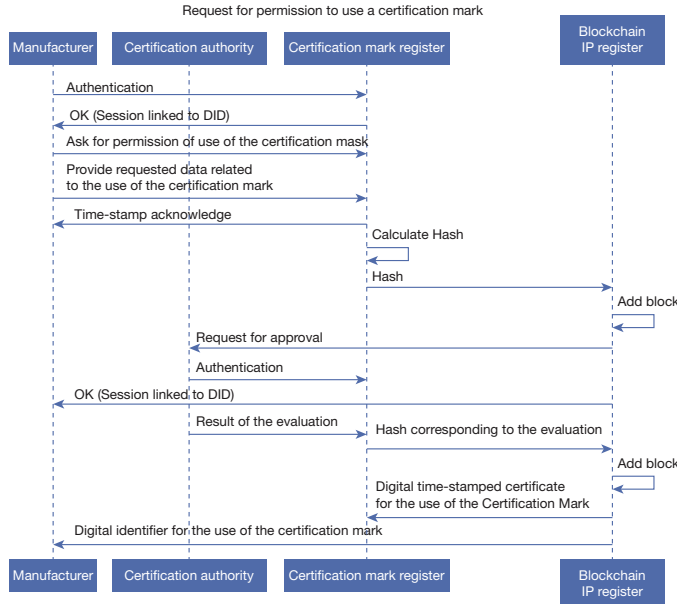 Request for permission to use a certification mark
Manufacturer
Certification authority
Certification mark register
Blockchain
IP register
Authentication
OK (Session linked to DID)
Ask for permission of use of the certification mask
Provide requested data related
to the use of the certification mark
Time-stamp acknowledge
Calculate Hash
Hash
Add block
Request for approval
Authentication
OK (Session linked to DID)
Result of the evaluation
Hash corresponding to the evaluation
Add block
Digital time-stamped certificate
for the use of the Certification Mark
Digital identifier for the use of the certification mark
Manufacturer
Certification authority
Certification mark register
Blockchain
IP register